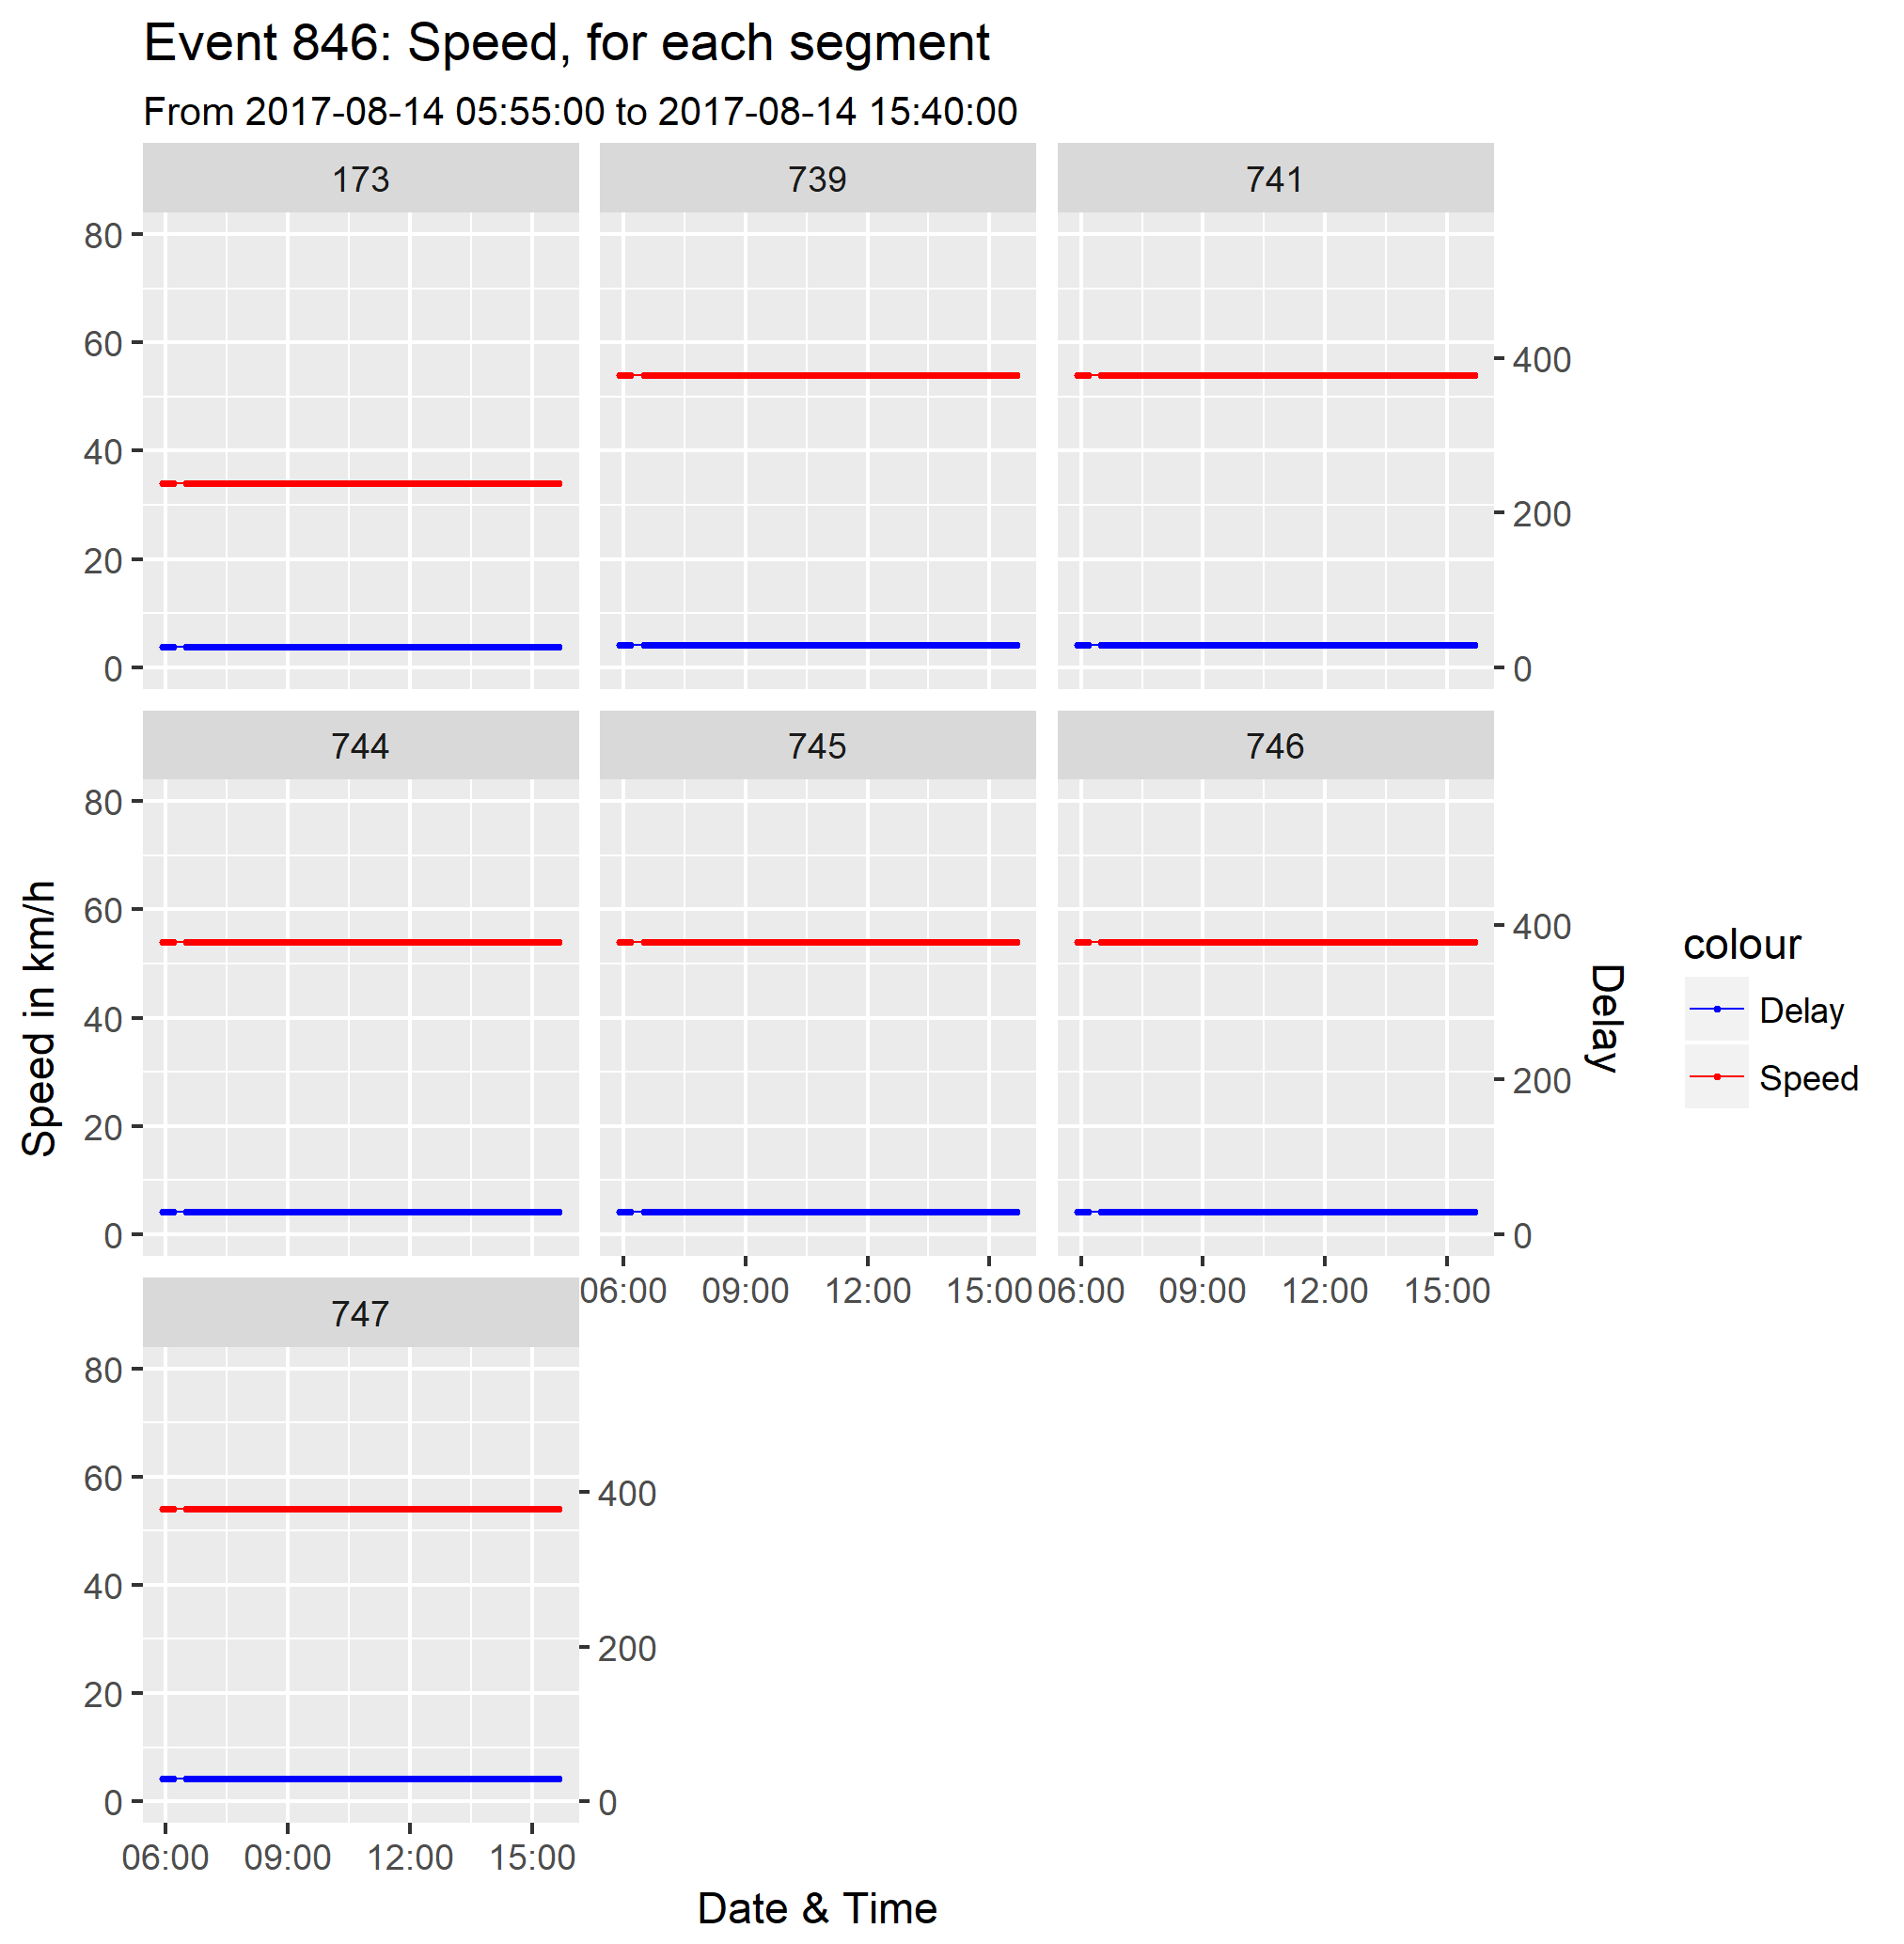 Event 846: Speed, for each segment
From 2017-08-14 05:55:00 to 2017-08-14 15:40:00
173 739 741
80
60
40
20
0
400
200
0
744 745 746
80
60
40
20
0
400
200
0
06:00 09:00 12:00 15:00 06:00 09:00 12:00 15:00
747
80
60
40
20
0
400
200
0
06:00 09:00 12:00 15:00
Date & Time
Speed in km/h
Delay
colour
Delay
Speed